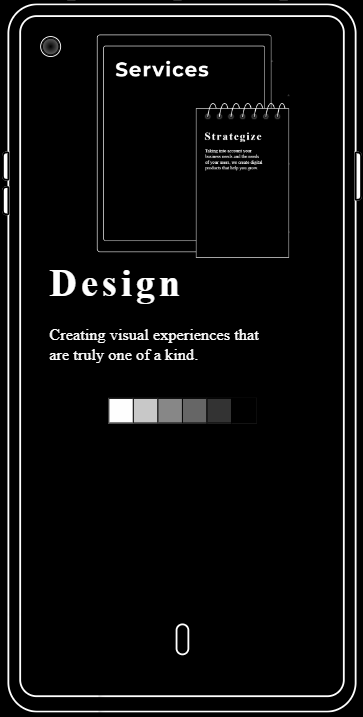 Services
Strategize
Taking into account your
business needs and the needs
of your users, we create digital
products that help you grow.
Design
Creating visual experiences that
are truly one of a kind.